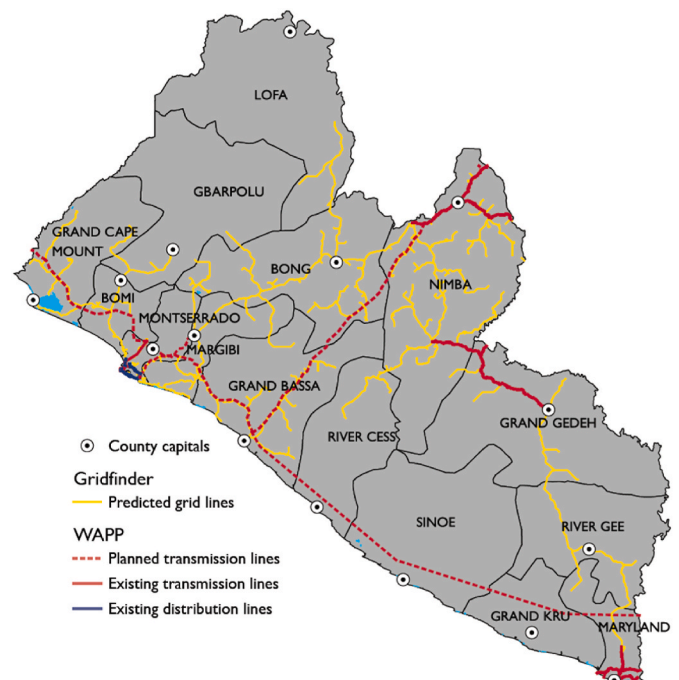 LOFA
GBARPOLU
GRAND CAPE
MOUNT
BONG
NIMBA
BOMI
MONTSERRADO
MARGIBI
GRAND BASSA
RIVER CESS
GRAND GEDEH
SINOE
RIVER GEE
GRAND KRU
MARYLAND
County capitals
Gridfinder
Predicted grid lines
WAPP
Planned transmission lines
Existing transmission lines
Existing distribution lines